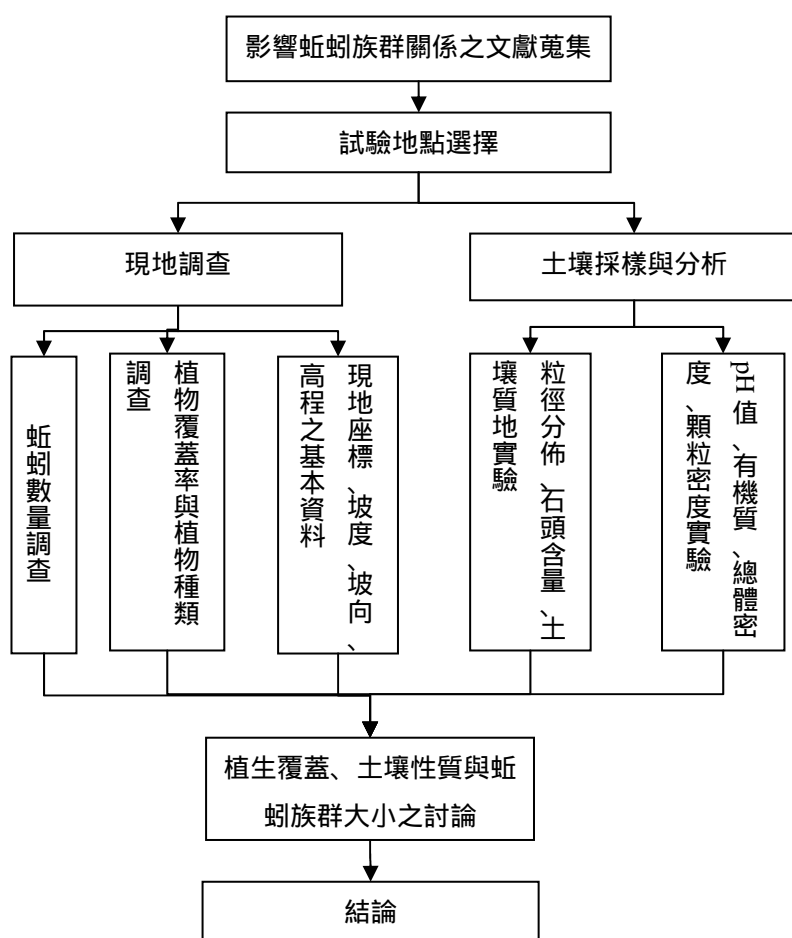 影響蚯蚓族群關係之文獻蒐集
試驗地點選擇
現地調查
土壤採樣與分析
蚯蚓數量調查
植物覆蓋率與植物種類
調查
現地座標、坡度、坡向、
高程之基本資料
粒徑分佈、石頭含量、土
壤質地實驗
pH值、有機質、總體密
度、顆粒密度實驗
植生覆蓋、土壤性質與蚯
蚓族群大小之討論
結論